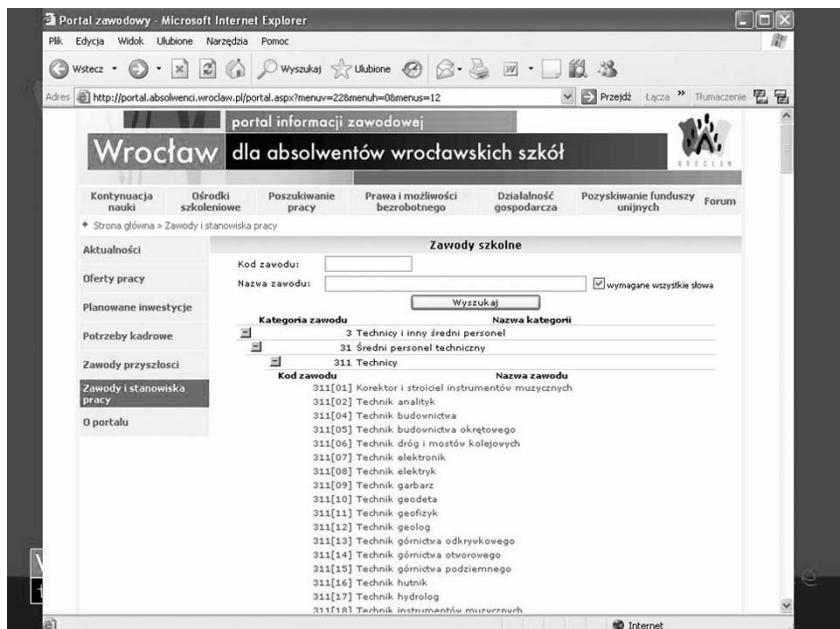 Portal zawodowy - Microsoft Internet Explorer
Plik Edycja Widok Ulubione Narzędzia Pomoc
Wstecz Wyszukaj Ulubione
Adres http://portal.absolwenci.wroclaw.pl/portal.aspx?menuv=22&menuh=0&menus=12 Przejdź Łącza » Tłumaczenie
portal informacji zawodowej
Wrocław dla absolwentów wrocławskich szkół
WROCŁAW
Kontynuacja nauki Ośrodki szkoleniowe Poszukiwanie pracy Prawa i możliwości bezrobotnego Działalność gospodarcza Pozyskiwanie funduszy unijnych Forum
Strona główna » Zawody i stanowiska pracy
Aktualności
Oferty pracy
Planowane inwestycje
Potrzeby kadrowe
Zawody przyszłosci
Zawody i stanowiska
pracy
O portalu
Zawody szkolne
Kod zawodu:
Nazwa zawodu: wymagane wszystkie słowa
Wyszukaj
Kategoria zawodu Nazwa kategorii
3 Technicy i inny średni personel
31 Średni personel techniczny
311 Technicy
Kod zawodu Nazwa zawodu
311[01] Korektor i stroiciel instrumentów muzycznych
311[02] Technik analityk
311[04] Technik budownictwa
311[05] Technik budownictwa okrętowego
311[06] Technik dróg i mostów kolejowych
311[07] Technik elektronik
311[08] Technik elektryk
311[09] Technik garbarz
311[10] Technik geodeta
311[11] Technik geofizyk
311[12] Technik geolog
311[13] Technik górnictwa odkrywkowego
311[14] Technik górnictwa otworowego
311[15] Technik górnictwa podziemnego
311[16] Technik hutnik
311[17] Technik hydrolog
311[18] Technik instrumentów muzycznych
Internet